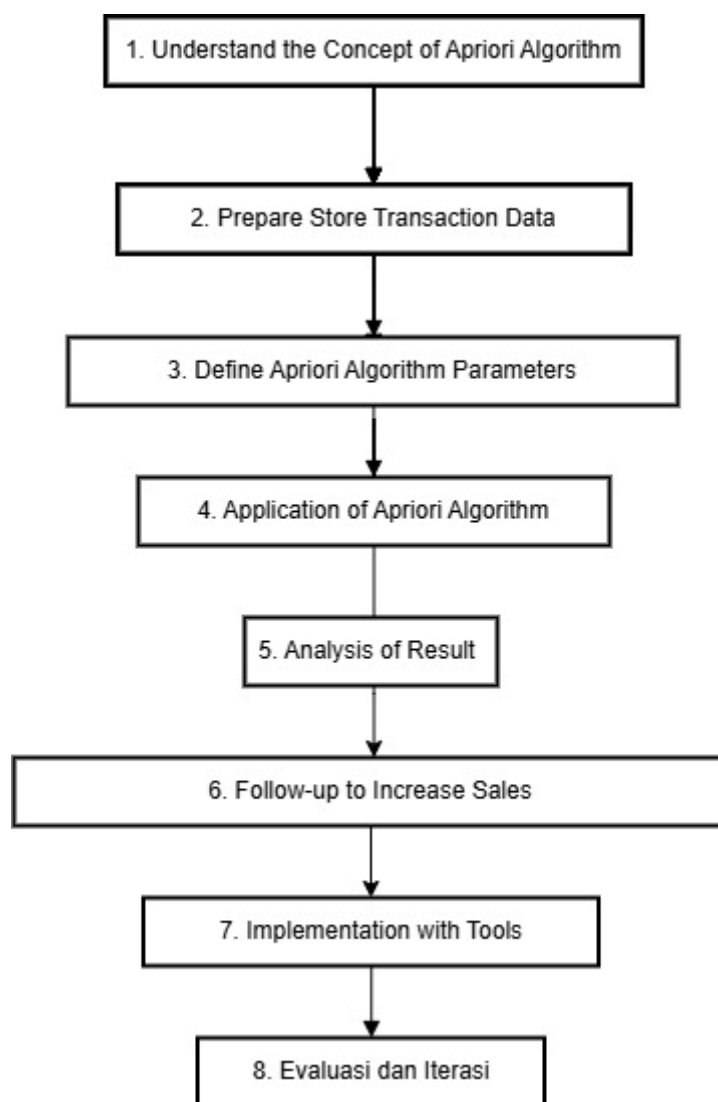 1. Understand the Concept of Apriori Algorithm
2. Prepare Store Transaction Data
3. Define Apriori Algorithm Parameters
4. Application of Apriori Algorithm
5. Analysis of Result
6. Follow-up to Increase Sales
7. Implementation with Tools
8. Evaluasi dan Iterasi